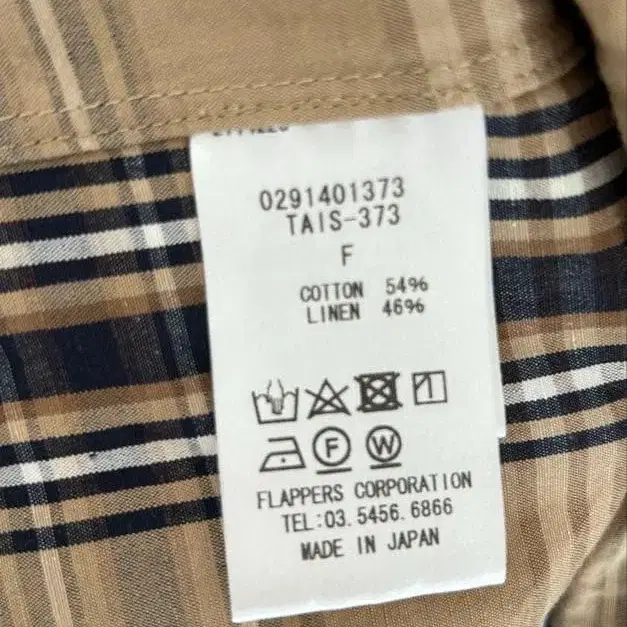 0291401373
TAIS-373
F
COTTON 54%
LINEN 46%
F W
FLAPPERS CORPORATION
TEL:03.5456.6866
MADE IN JAPAN